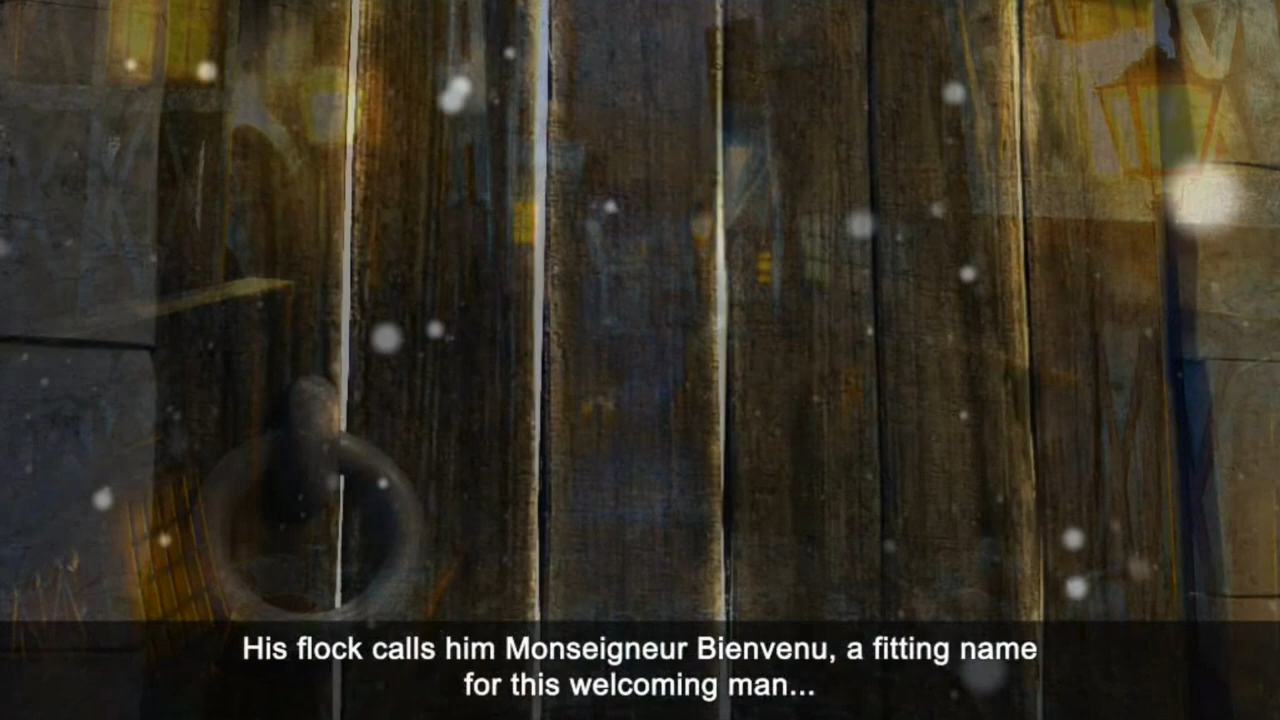 His flock calls him Monseigneur Bienvenu, a fitting name
for this welcoming man...